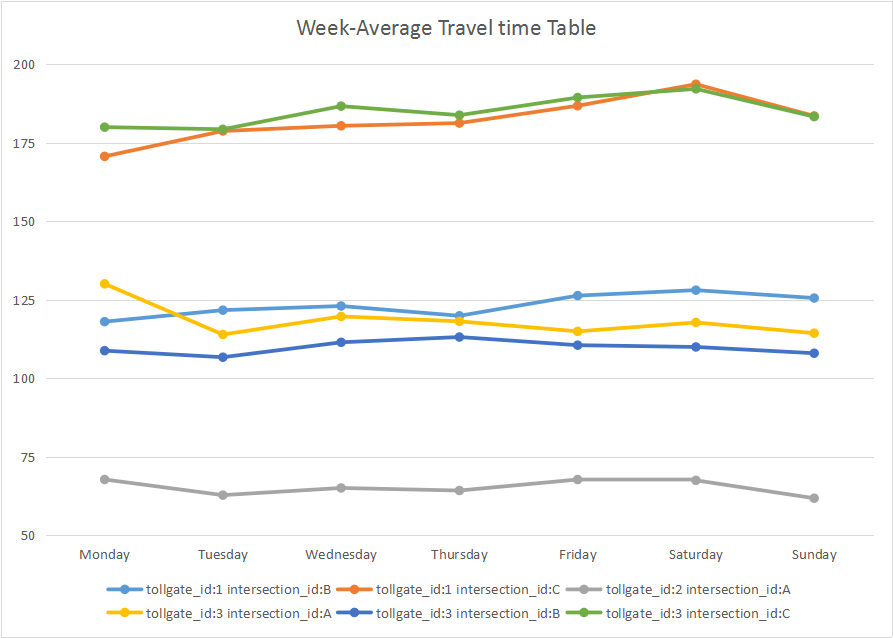 Week-Average Travel time Table
200
175
150
125
100
75
50
Monday Tuesday Wednesday Thursday Friday Saturday Sunday
tollgate_id:1 intersection_id:B tollgate_id:1 intersection_id:C tollgate_id:2 intersection_id:A
tollgate_id:3 intersection_id:A tollgate_id:3 intersection_id:B tollgate_id:3 intersection_id:C